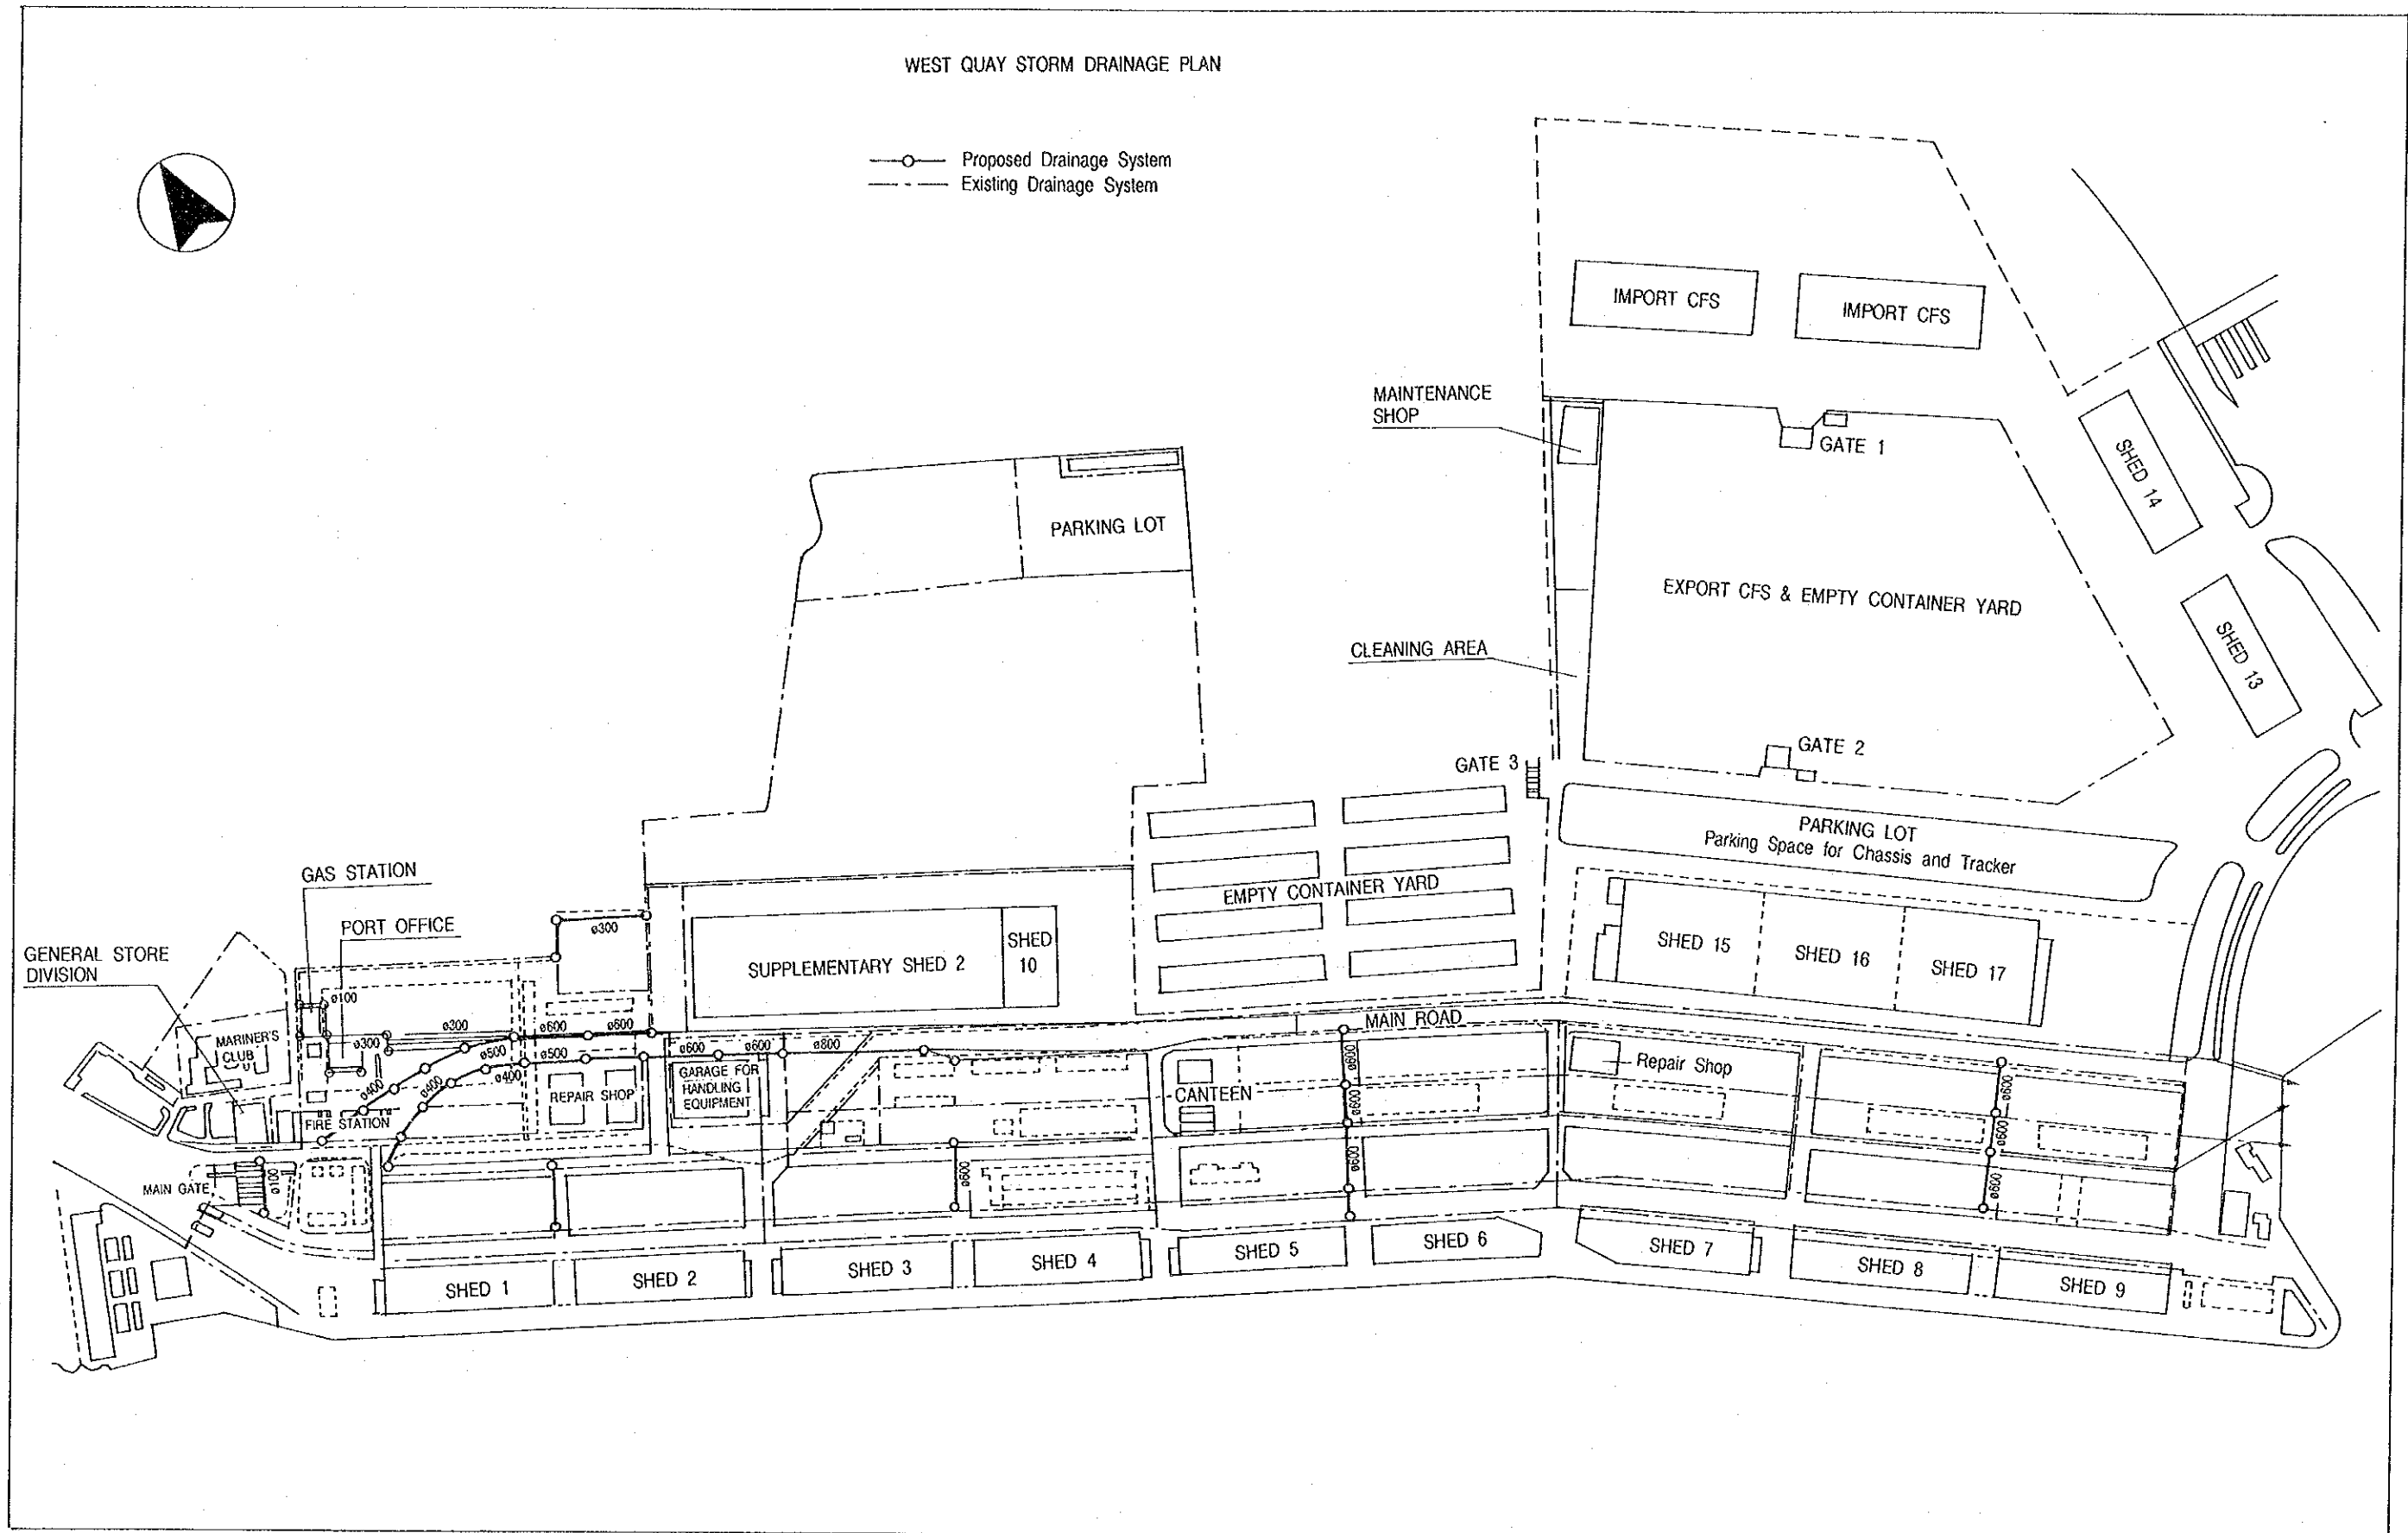 WEST QUAY STORM DRAINAGE PLAN
Proposed Drainage System
Existing Drainage System
IMPORT CFS
IMPORT CFS
MAINTENANCE
SHOP
GATE 1
SHED 14
PARKING LOT
EXPORT CFS & EMPTY CONTAINER YARD
CLEANING AREA
SHED 13
GATE 2
GATE 3
PARKING LOT
Parking Space for Chassis and Tracker
GAS STATION
EMPTY CONTAINER YARD
PORT OFFICE
ø300
GENERAL STORE
DIVISION
SUPPLEMENTARY SHED 2
SHED
10
SHED 15
SHED 16
SHED 17
ø100
MAIN ROAD
ø300
ø600
ø600
MARINER'S
CLUB
ø300
ø500
ø500
ø600
ø600
ø800
ø600
Repair Shop
ø400
ø400
ø400
REPAIR SHOP
GARAGE FOR
HANDLING
EQUIPMENT
CANTEEN
ø600
ø600
ø600
FIRE STATION
ø600
ø600
ø600
MAIN GATE
ø100
ø600
SHED 1
SHED 2
SHED 3
SHED 4
SHED 5
SHED 6
SHED 7
SHED 8
SHED 9